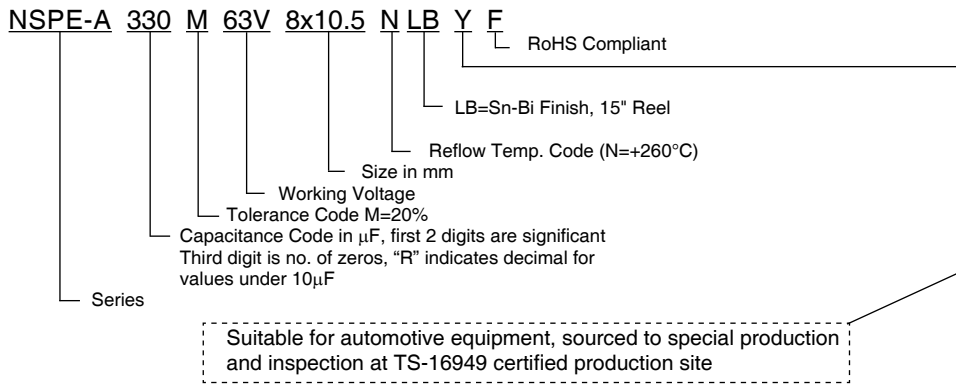 NSPE-A 330 M 63V 8x10.5 N LB Y F
RoHS Compliant
LB=Sn-Bi Finish, 15" Reel
Reflow Temp. Code (N=+260°C)
Size in mm
Working Voltage
Tolerance Code M=20%
Capacitance Code in μF, first 2 digits are significant
Third digit is no. of zeros, “R” indicates decimal for
values under 10μF
Series
Suitable for automotive equipment, sourced to special production
and inspection at TS-16949 certified production site